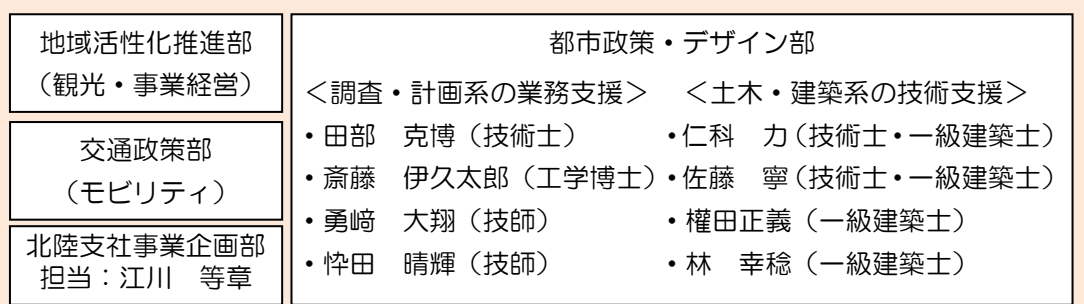 地域活性化推進部
（観光・事業経営）
交通政策部
（モビリティ）
北陸支社事業企画部
担当：江川　等章
都市政策・デザイン部
＜調査・計画系の業務支援＞
・田部　克博（技術士）
・斎藤　伊久太郎（工学博士）
・勇﨑　大翔（技師）
・忰田　晴輝（技師）
＜土木・建築系の技術支援＞
・仁科　力（技術士・一級建築士）
・佐藤　寧（技術士・一級建築士）
・權田正義（一級建築士）
・林　幸稔（一級建築士）